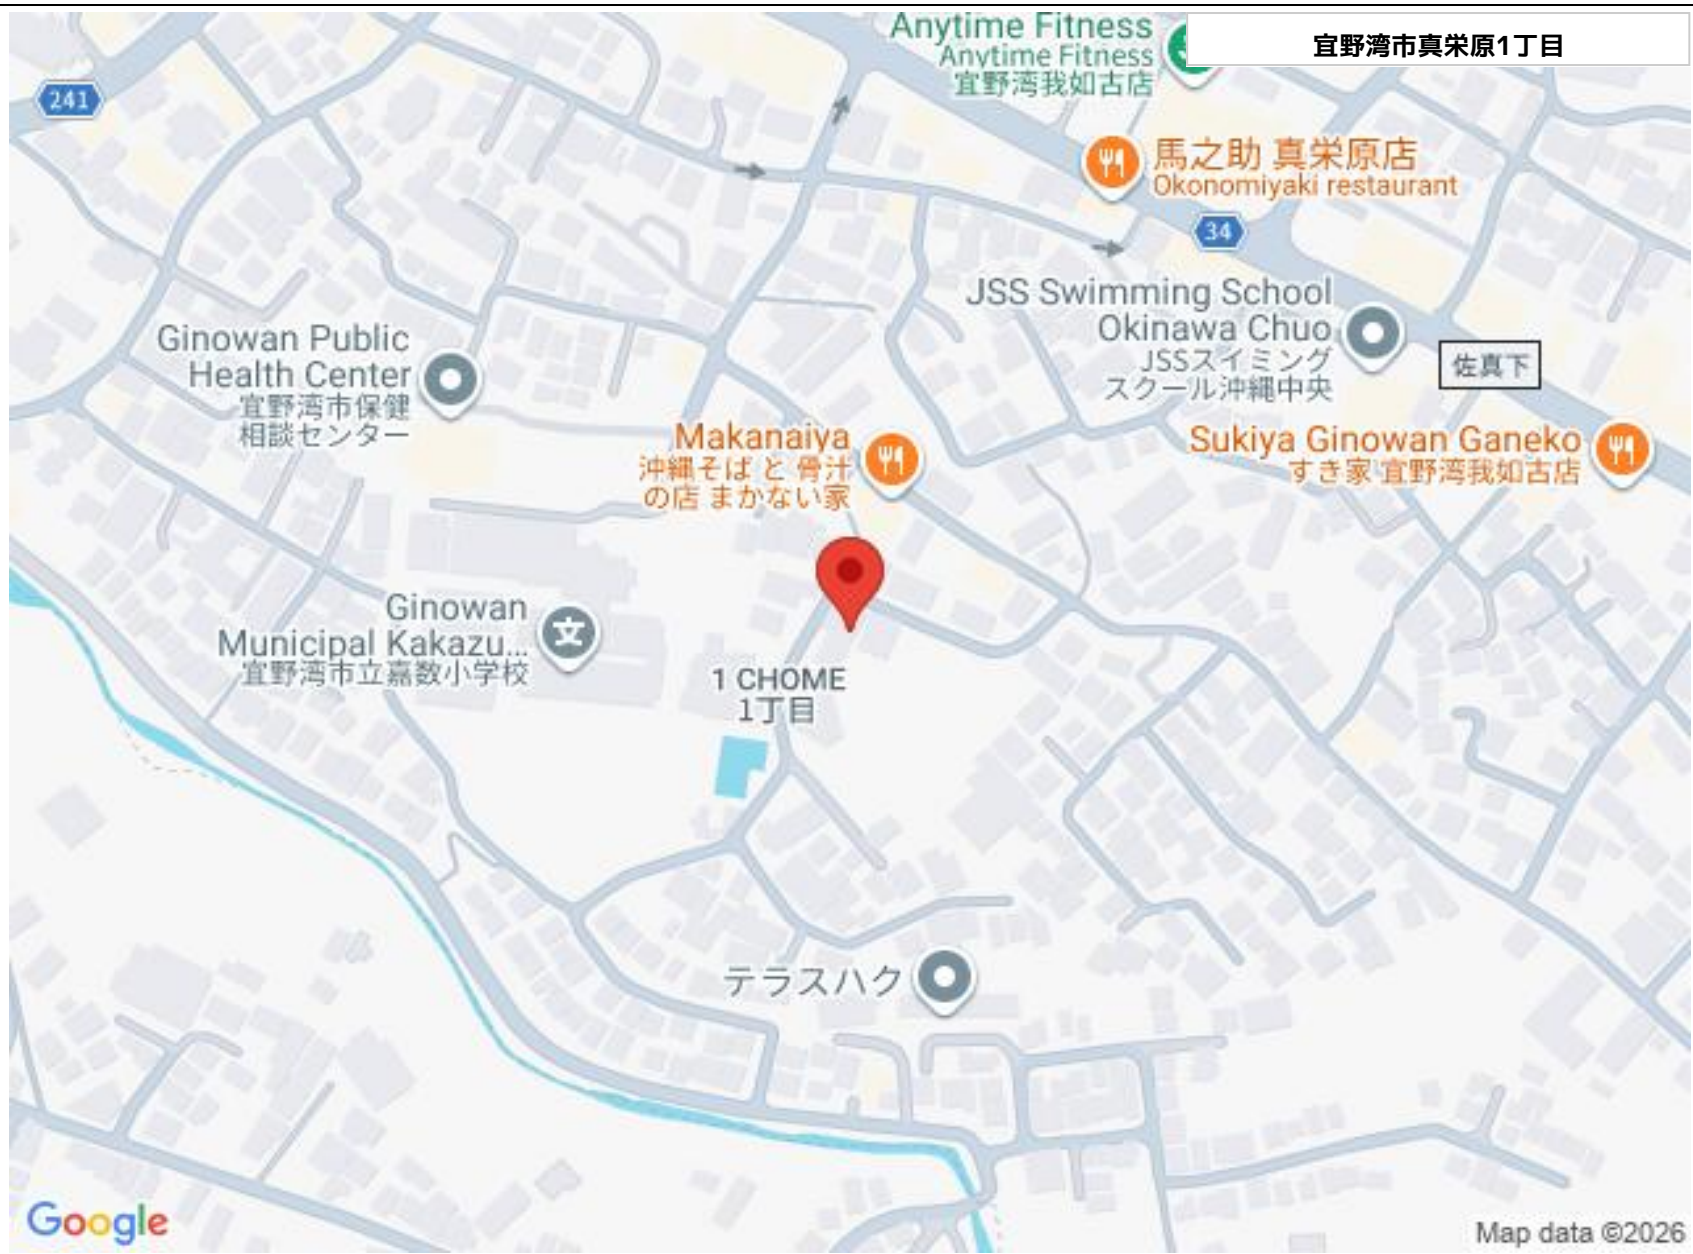 Anytime Fitness
Anytime Fitness
宜野湾我如古店
宜野湾市真栄原1丁目
241
馬之助 真栄原店
Okonomiyaki restaurant
34
JSS Swimming School
Okinawa Chuo
JSSスイミング
スクール沖縄中央
佐真下
Ginowan Public
Health Center
宜野湾市保健
相談センター
Makanaiya
沖縄そば と 骨汁
の店 まかない家
Sukiya Ginowan Ganeko
すき家 宜野湾我如古店
Ginowan
Municipal Kakazu...
宜野湾市立嘉数小学校
文
1 CHOME
1丁目
テラスハク
Google
Map data ©2026